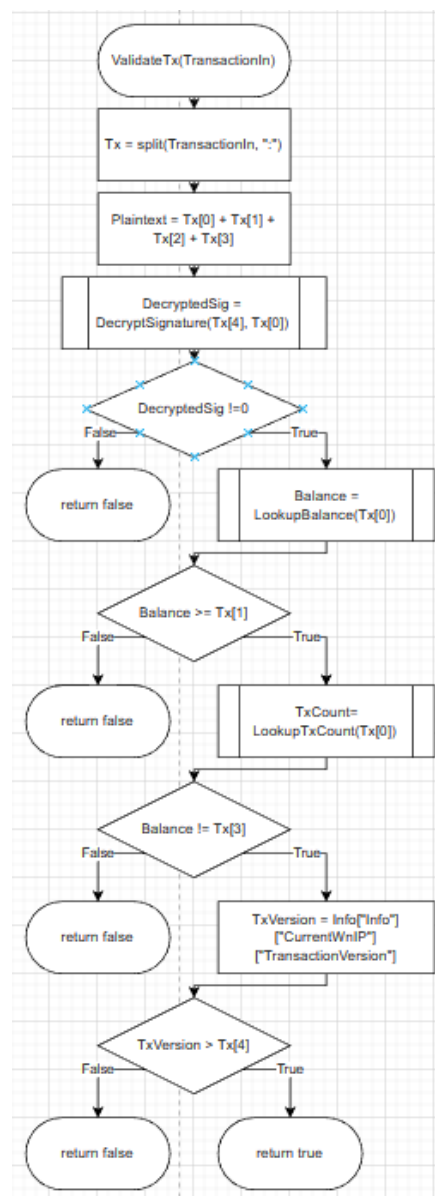 ValidateTx(TransactionIn)
Tx = split(TransactionIn, ":")
Plaintext = Tx[0] + Tx[1] +
Tx[2] + Tx[3]
DecryptedSig =
DecryptSignature(Tx[4], Tx[0])
DecryptedSig !=0
False
True
return false
Balance =
LookupBalance(Tx[0])
Balance >= Tx[1]
False
True
return false
TxCount=
LookupTxCount(Tx[0])
Balance != Tx[3]
False
True
return false
TxVersion = Info["Info"]
["CurrentWnIP"]
["TransactionVersion"]
TxVersion > Tx[4]
False
True
return false
return true